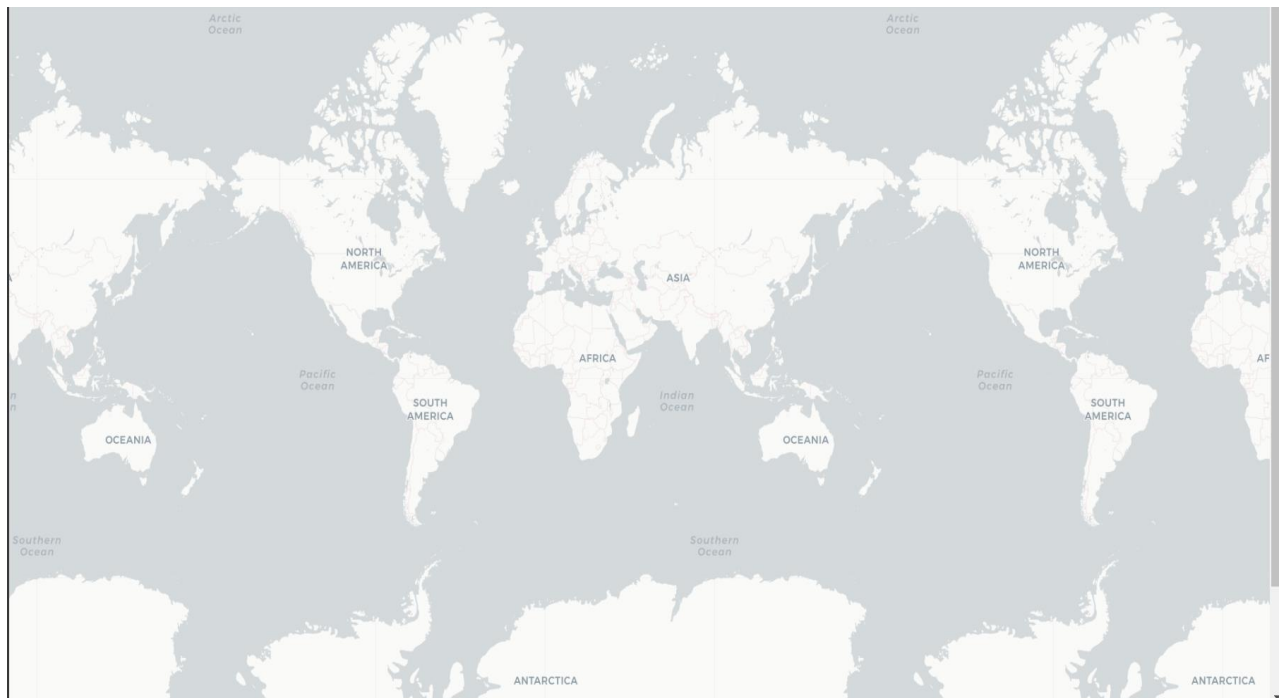 Arctic
Ocean
Arctic
Ocean
NORTH
AMERICA
NORTH
AMERICA
A
ASIA
AFRICA
AF
Pacific
Ocean
Pacific
Ocean
n
n
Indian
Ocean
SOUTH
AMERICA
SOUTH
AMERICA
OCEANIA
OCEANIA
Southern
Ocean
Southern
Ocean
ANTARCTICA
ANTARCTICA